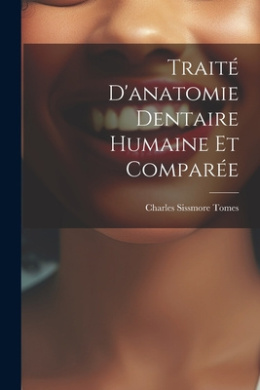 Traité
D'anatomie
Dentaire
Humaine Et
Comparée
Charles Sissmore Tomes